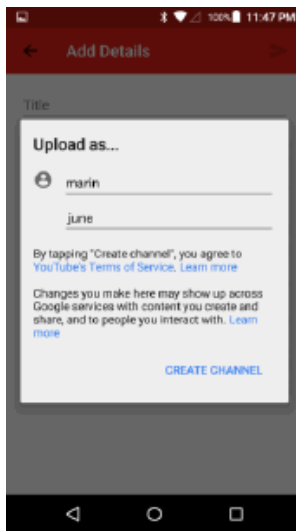 100% 11:47 PM
Add Details
Title
Upload as...
marin
june
By tapping "Create channel", you agree to
YouTube's Terms of Service. Learn more
Changes you make here may show up across
Google services with content you create and
share, and to people you interact with. Learn
more
CREATE CHANNEL